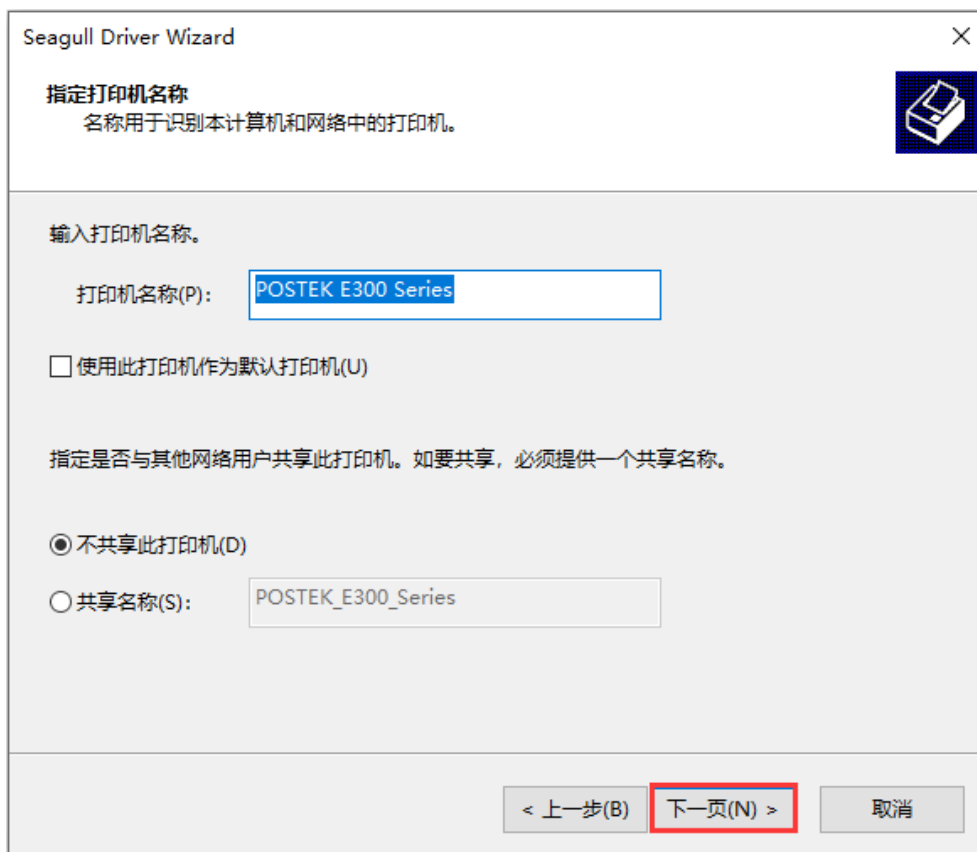 Seagull Driver Wizard
指定打印机名称
名称用于识别本计算机和网络中的打印机。
输入打印机名称。
打印机名称(P): POSTEK E300 Series
使用此打印机作为默认打印机(U)
指定是否与其他网络用户共享此打印机。如要共享，必须提供一个共享名称。
不共享此打印机(D)
共享名称(S): POSTEK_E300_Series
< 上一步(B) 下一页(N) > 取消